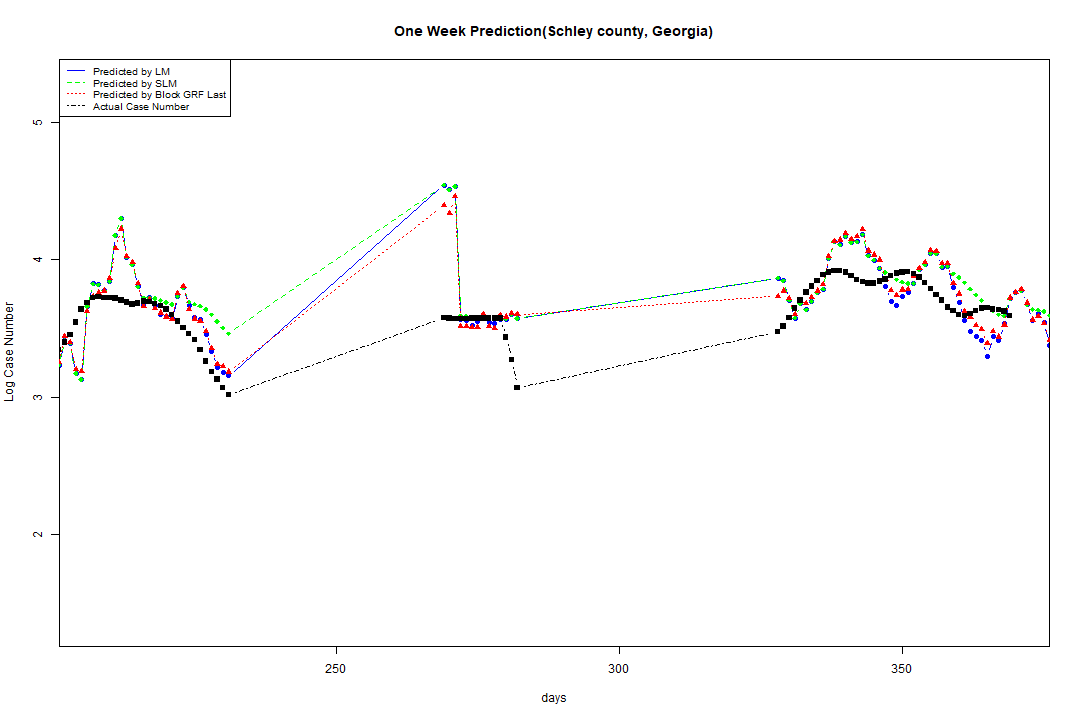 One Week Prediction(Schley county, Georgia)
Predicted by LM
Predicted by SLM
Predicted by Block GRF Last
Actual Case Number
5
4
3
2
Log Case Number
250
300
350
days